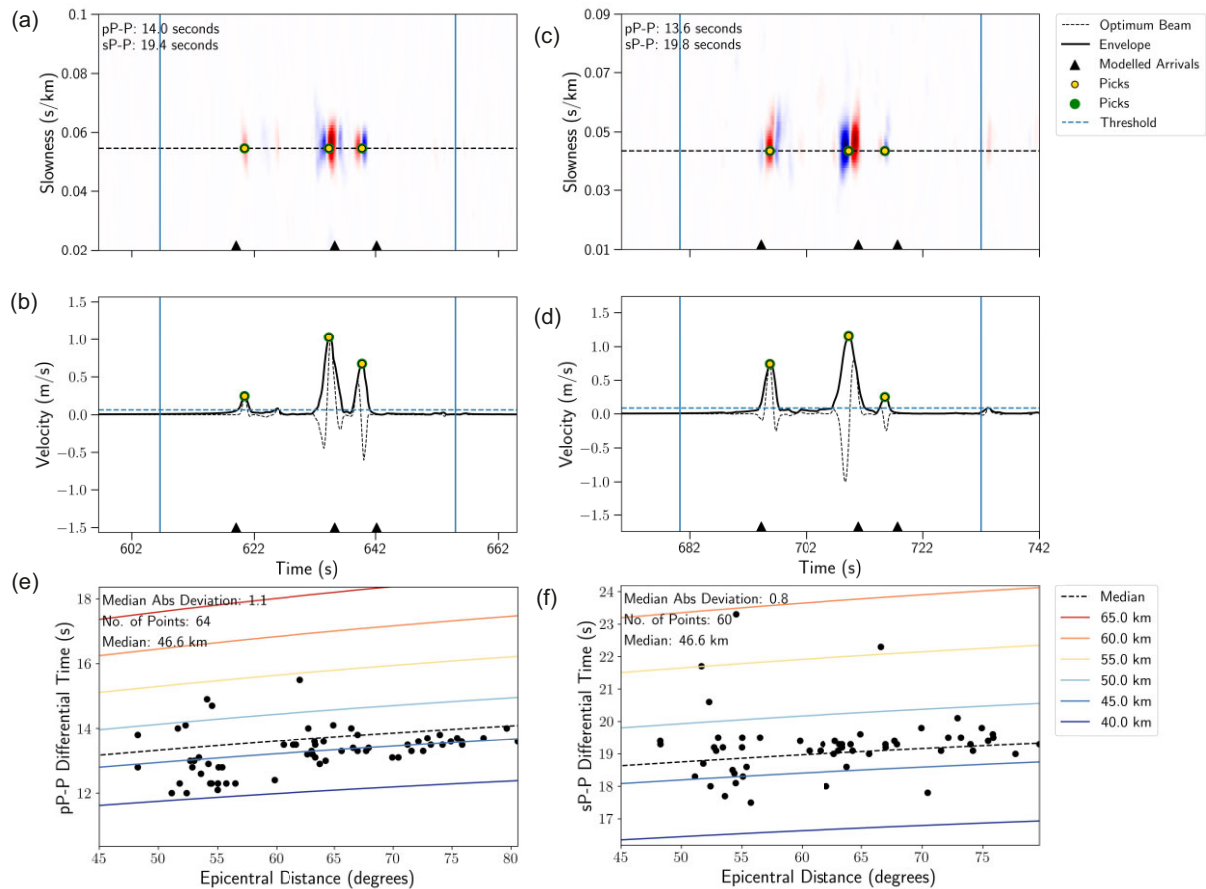 (a)
pP-P: 14.0 seconds
sP-P: 19.4 seconds
0.1
0.08
0.06
0.04
0.02
Slowness (s/km)
(c)
pP-P: 13.6 seconds
sP-P: 19.8 seconds
0.09
0.07
0.05
0.03
0.01
Slowness (s/km)
Optimum Beam
Envelope
Modelled Arrivals
Picks
Picks
Threshold
(b)
1.5
1.0
0.5
0.0
−0.5
−1.0
−1.5
Velocity (m/s)
602
622
642
662
Time (s)
(d)
1.5
1.0
0.5
0.0
−0.5
−1.0
−1.5
Velocity (m/s)
682
702
722
742
Time (s)
(e)
Median Abs Deviation: 1.1
No. of Points: 64
Median: 46.6 km
18
16
14
12
pP-P Differential Time (s)
45
50
55
60
65
70
75
80
Epicentral Distance (degrees)
(f)
Median Abs Deviation: 0.8
No. of Points: 60
Median: 46.6 km
24
23
22
21
20
19
18
17
16
sP-P Differential Time (s)
45
50
55
60
65
70
75
Epicentral Distance (degrees)
Median
65.0 km
60.0 km
55.0 km
50.0 km
45.0 km
40.0 km